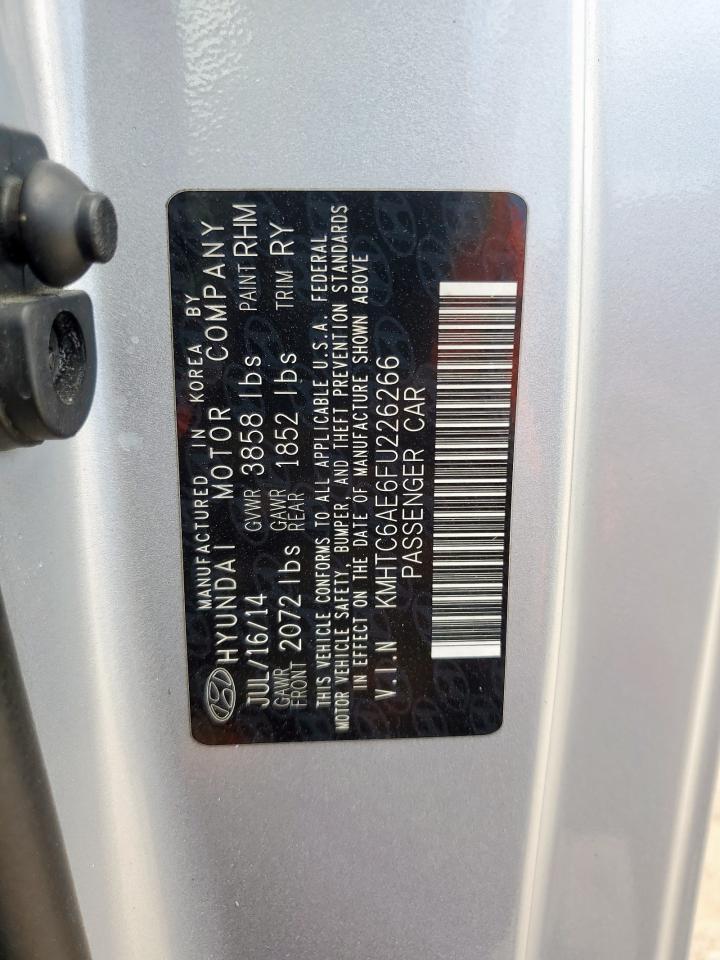 MANUFACTURED IN KOREA BY
HYUNDAI MOTOR COMPANY
JUL/16/14 GVWR 3858 lbs PAINT RHM
GAWR FRONT 2072 lbs GAWR REAR 1852 lbs TRIM RY
THIS VEHICLE CONFORMS TO ALL APPLICABLE U.S.A. FEDERAL
MOTOR VEHICLE SAFETY, BUMPER, AND THEFT PREVENTION STANDARDS
IN EFFECT ON THE DATE OF MANUFACTURE SHOWN ABOVE
V.I.N KMHTC6AE6FU226266
PASSENGER CAR